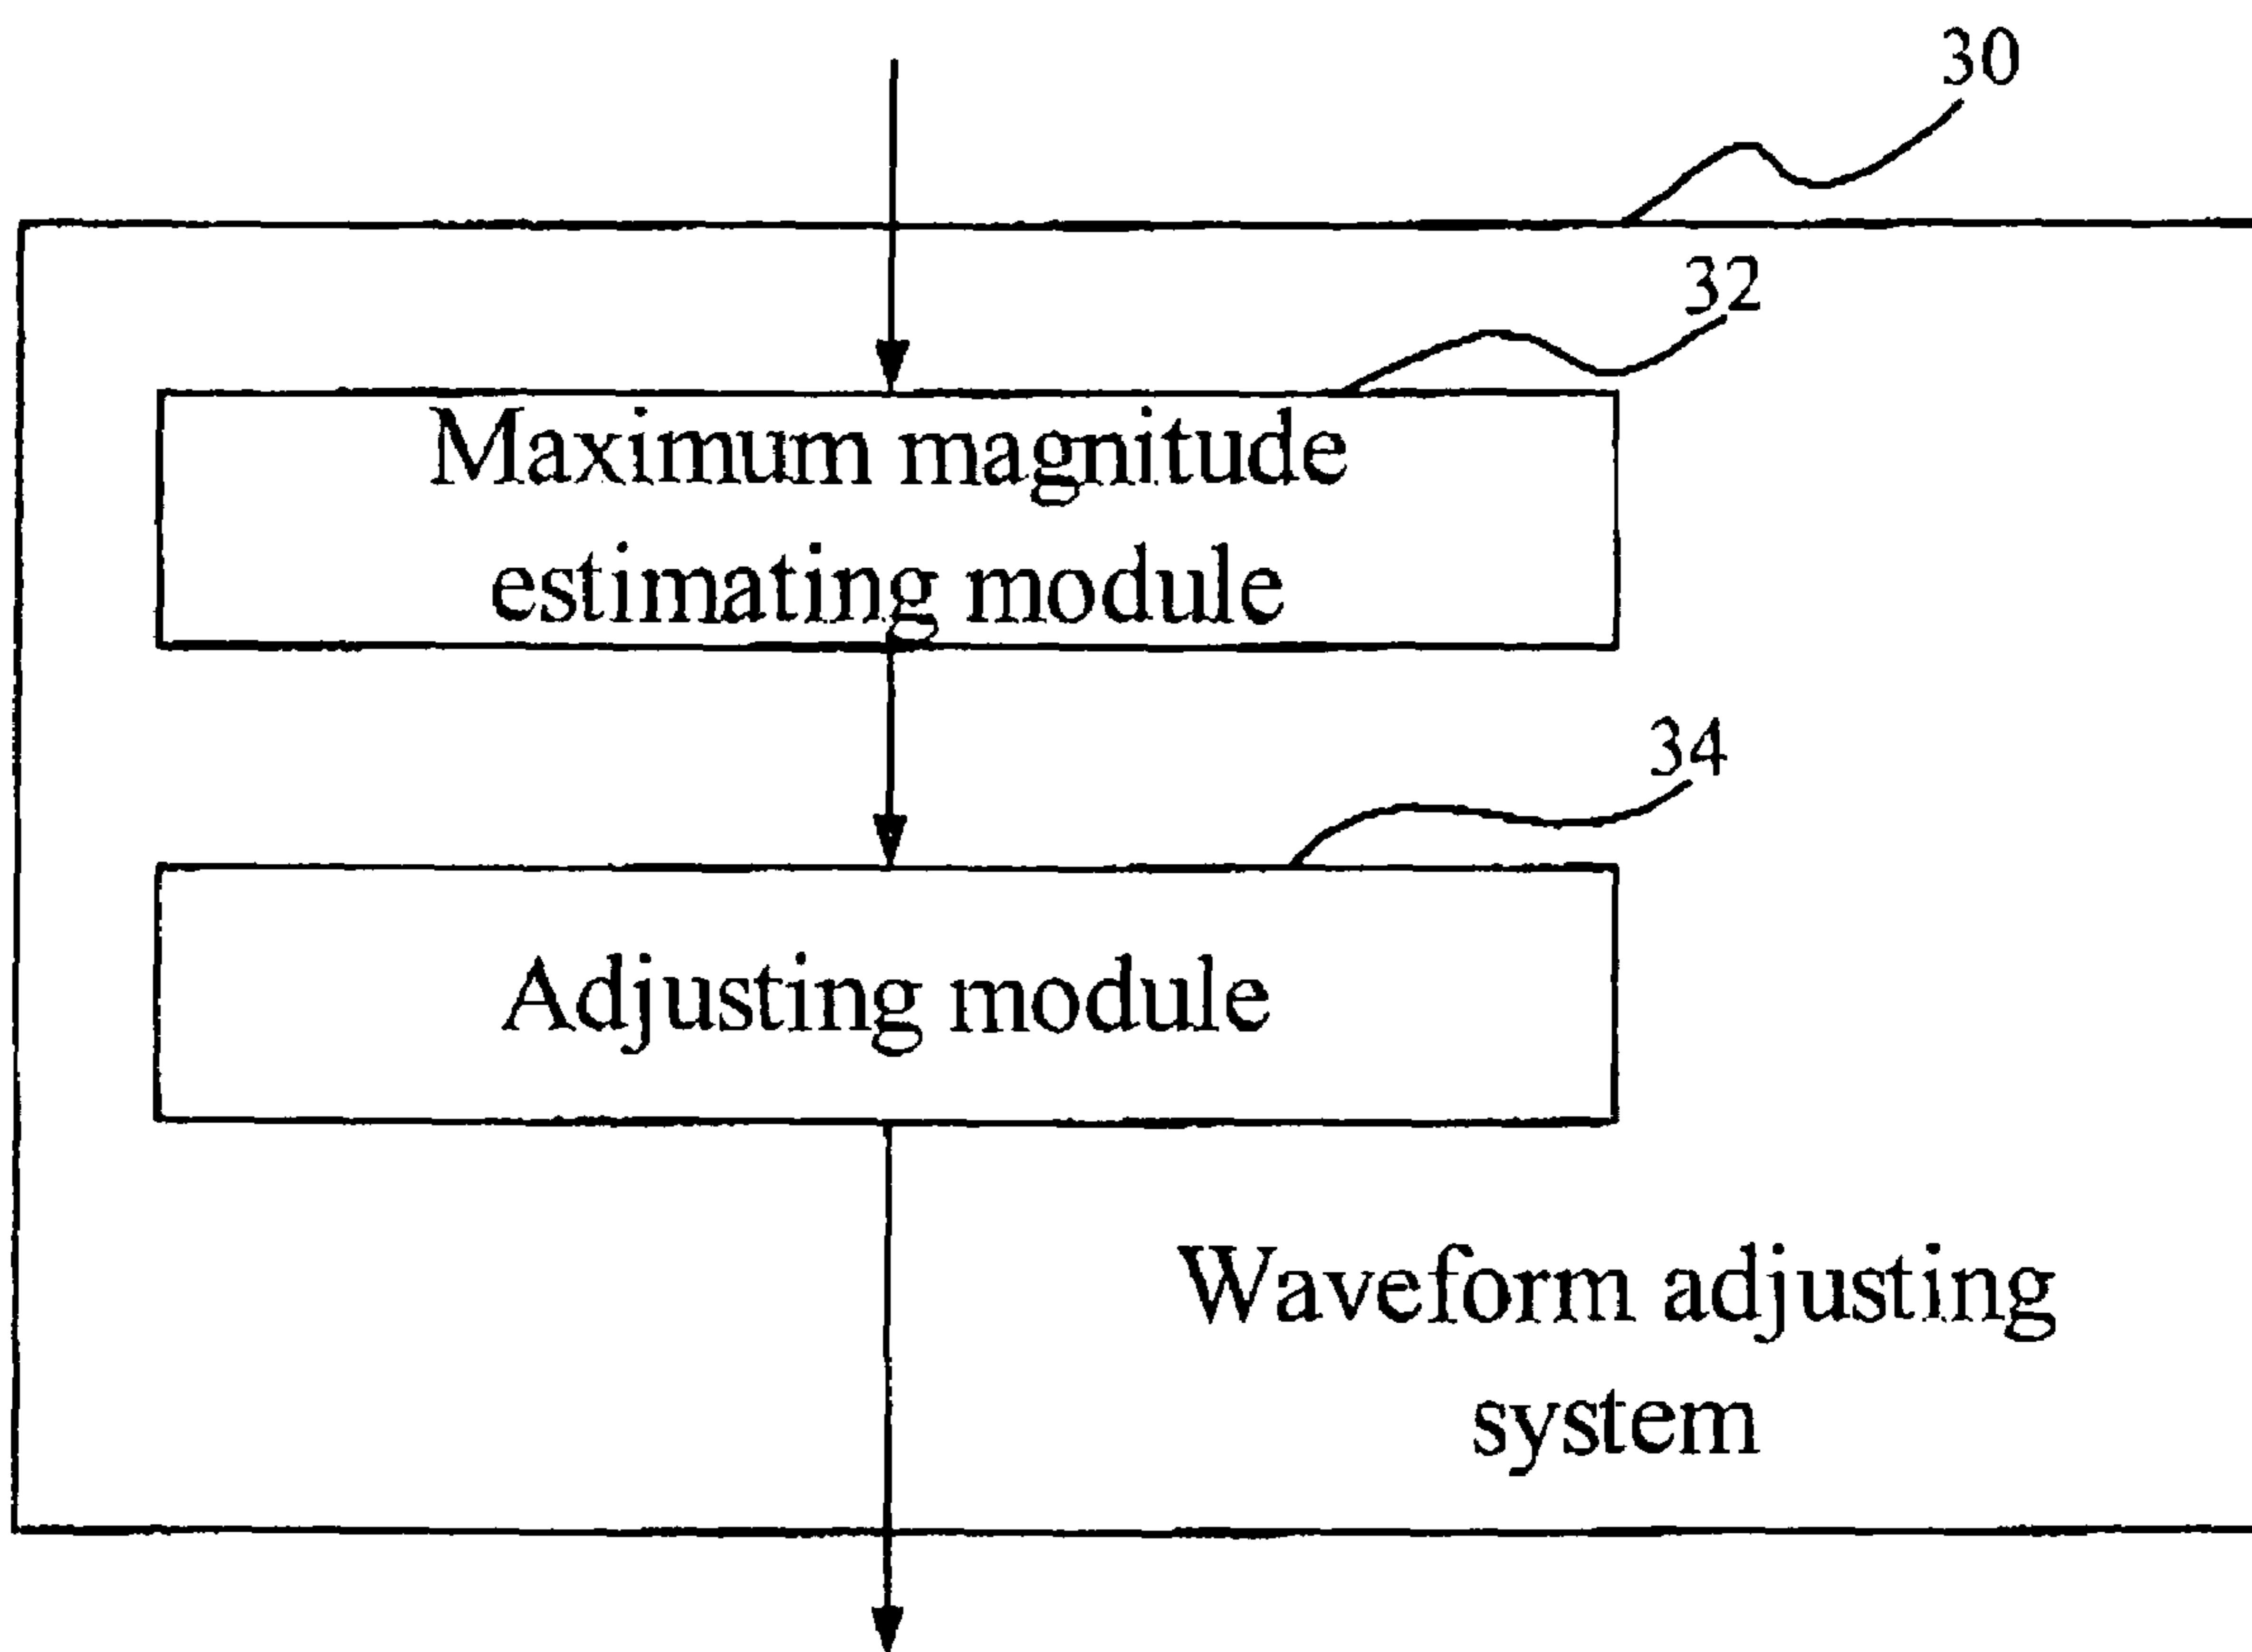 30
32
Maximum magnitude
estimating module
34
Adjusting module
Waveform adjusting
system